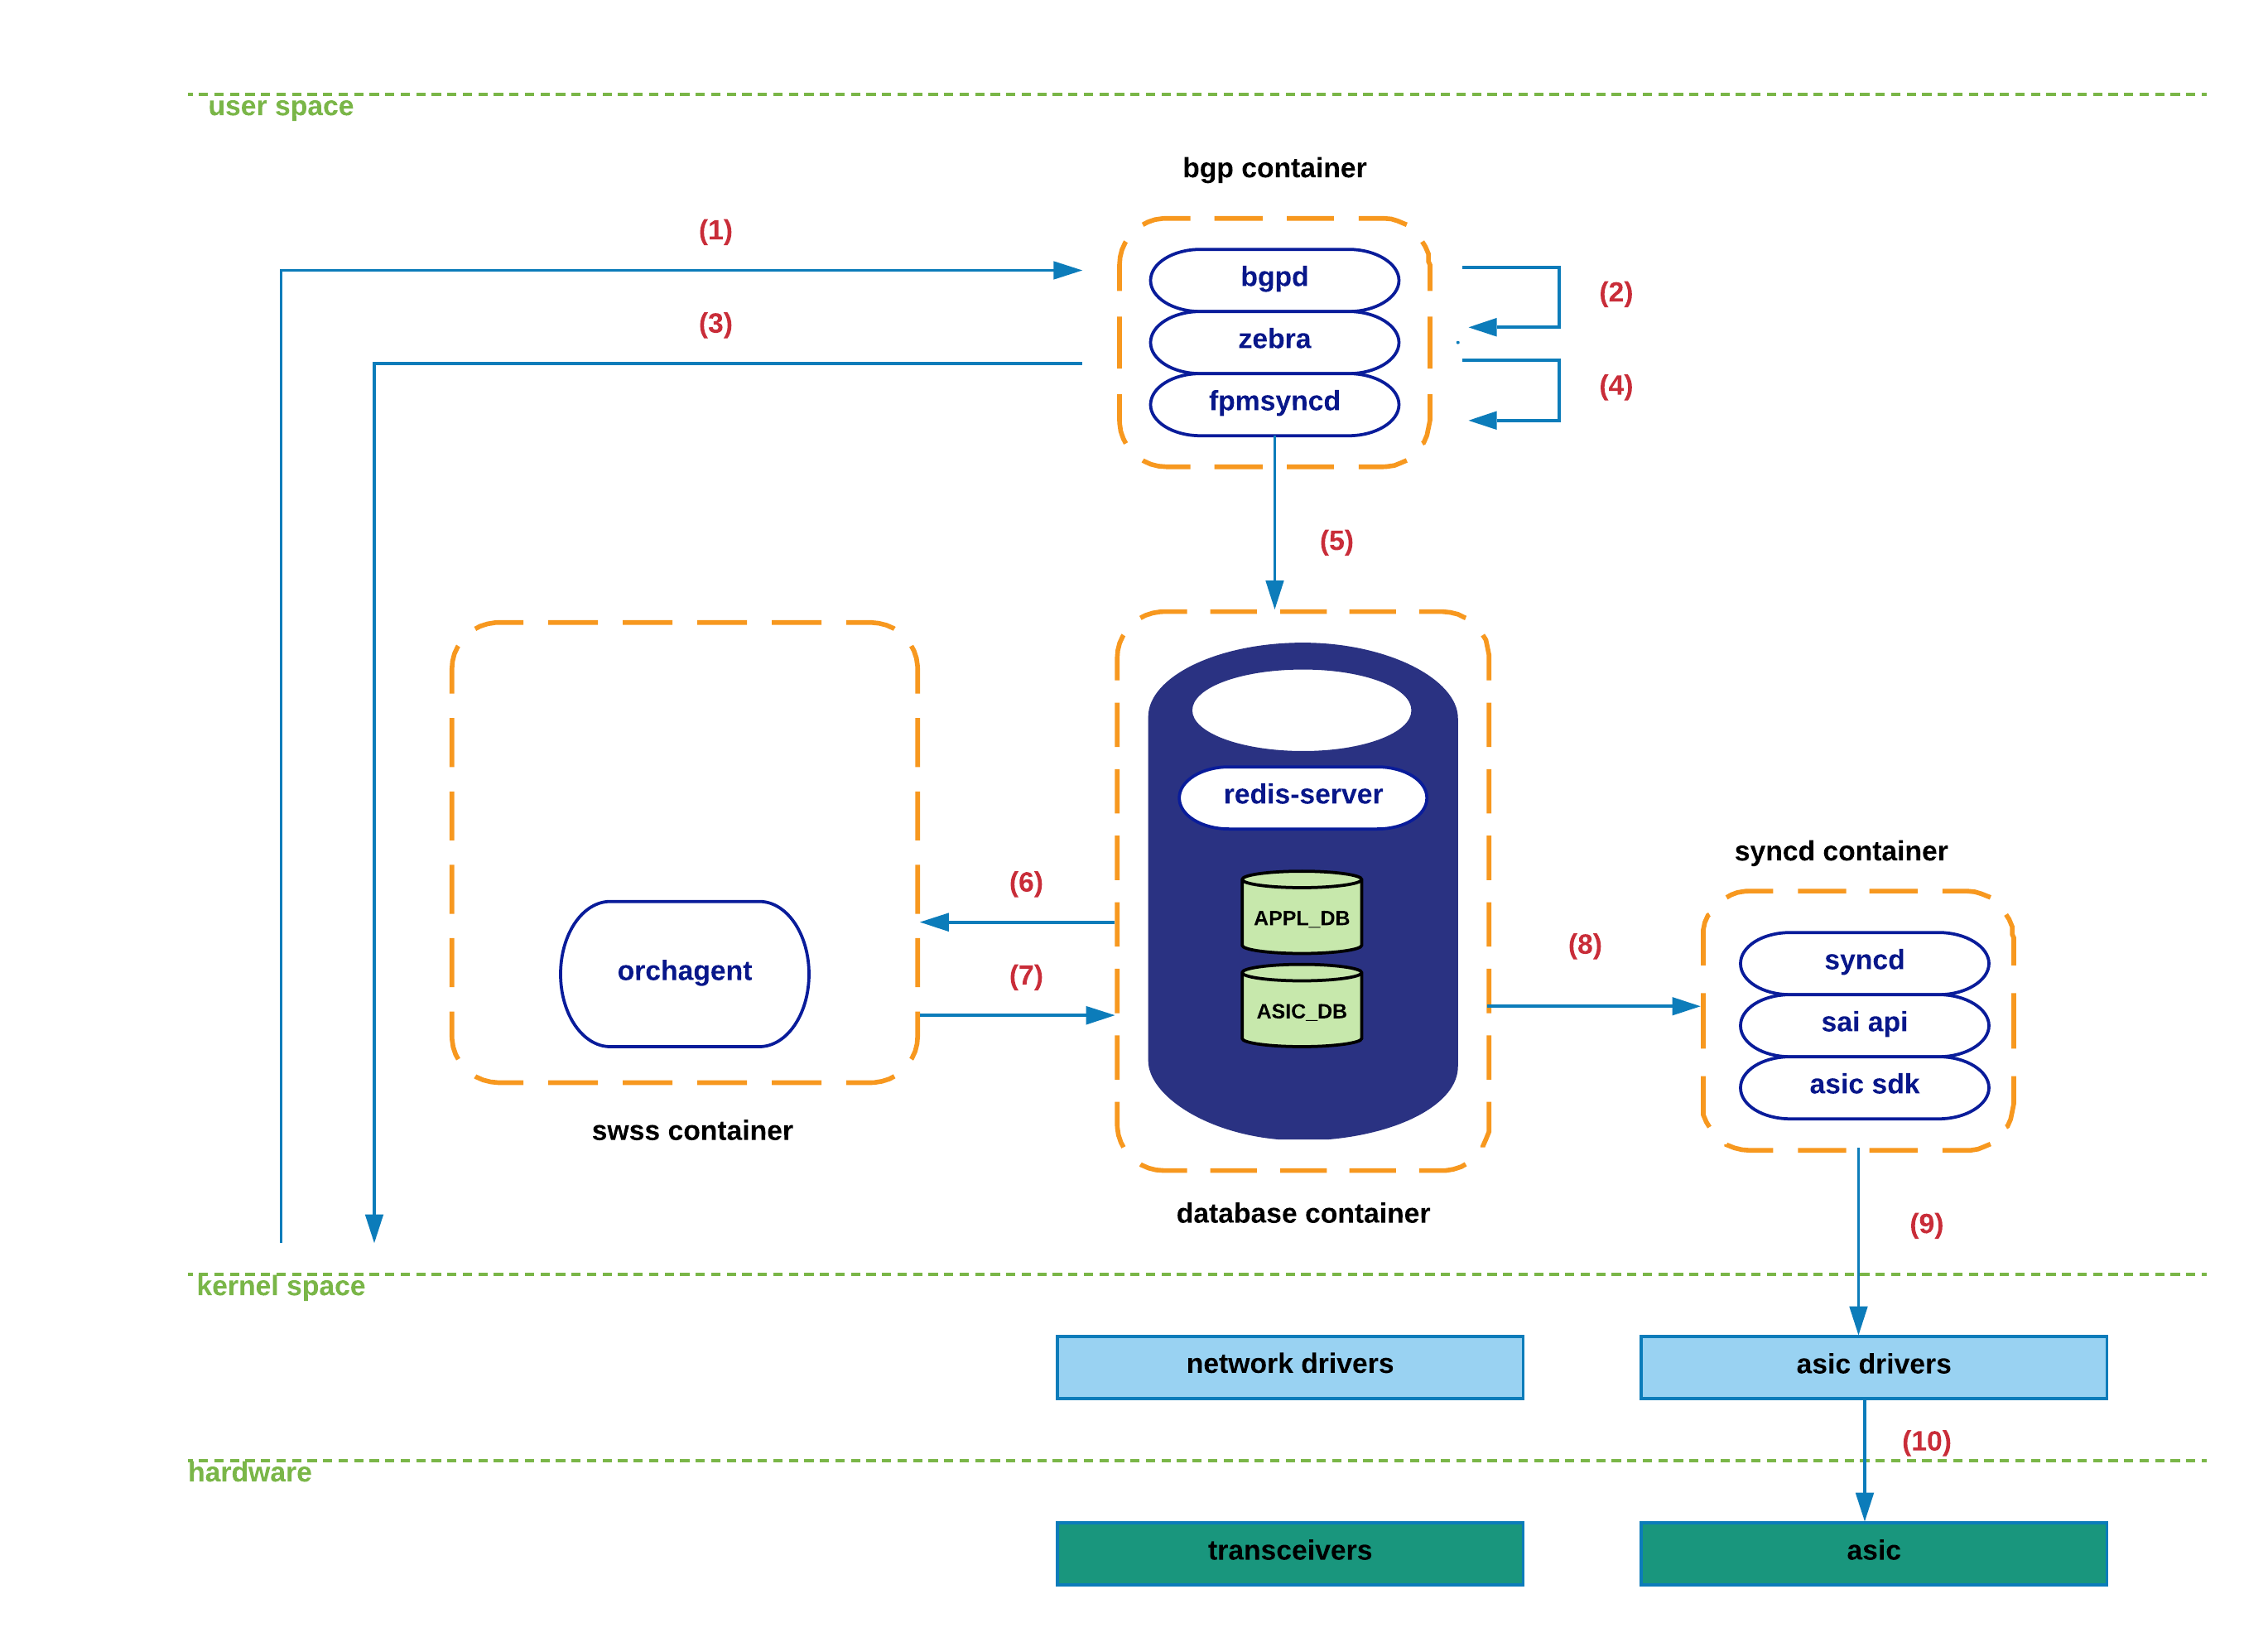 user space
bgp container
(1)
bgpd
(2)
(3)
zebra
(4)
fpmsyncd
(5)
redis-server
syncd container
(6)
APPL_DB
(8)
syncd
orchagent
(7)
ASIC_DB
sai api
asic sdk
swss container
database container
(9)
kernel space
network drivers
asic drivers
(10)
hardware
transceivers
asic